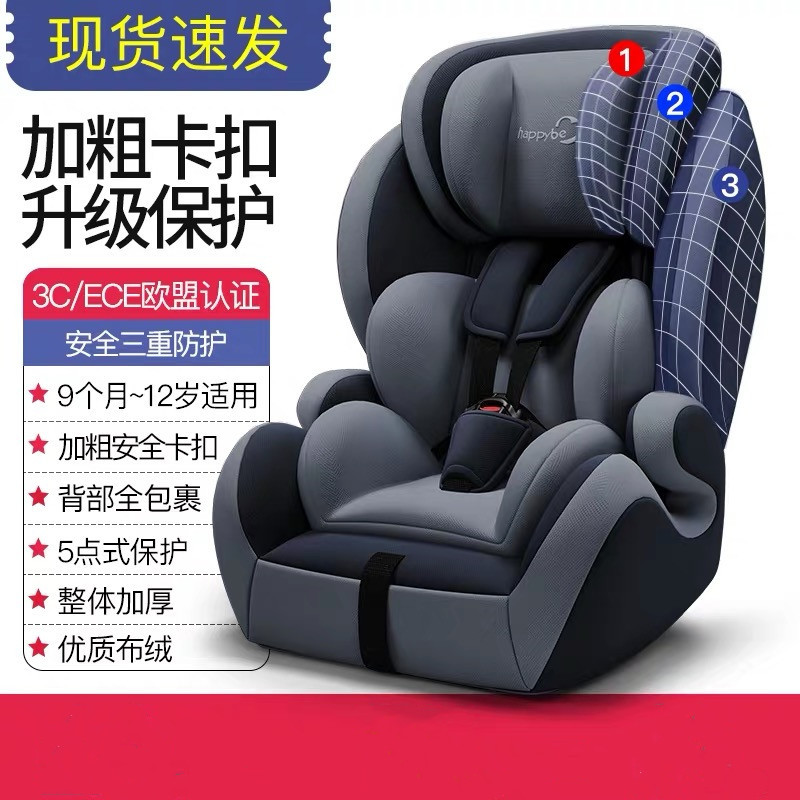 现货速发
加粗卡扣
升级保护
3C/ECE欧盟认证
安全三重防护
★ 9个月~12岁适用
★ 加粗安全卡扣
★ 背部全包裹
★ 5点式保护
★ 整体加厚
★ 优质布绒
happybe
1
2
3